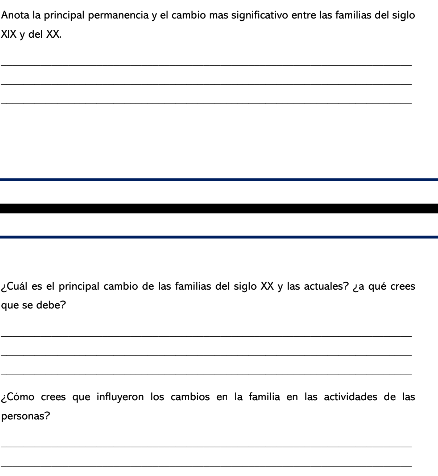 Anota la principal permanencia y el cambio mas significativo entre las familias del siglo
XIX y del XX.
¿Cuál es el principal cambio de las familias del siglo XX y las actuales? ¿a qué crees
que se debe?
¿Cómo crees que influyeron los cambios en la familia en las actividades de las
personas?